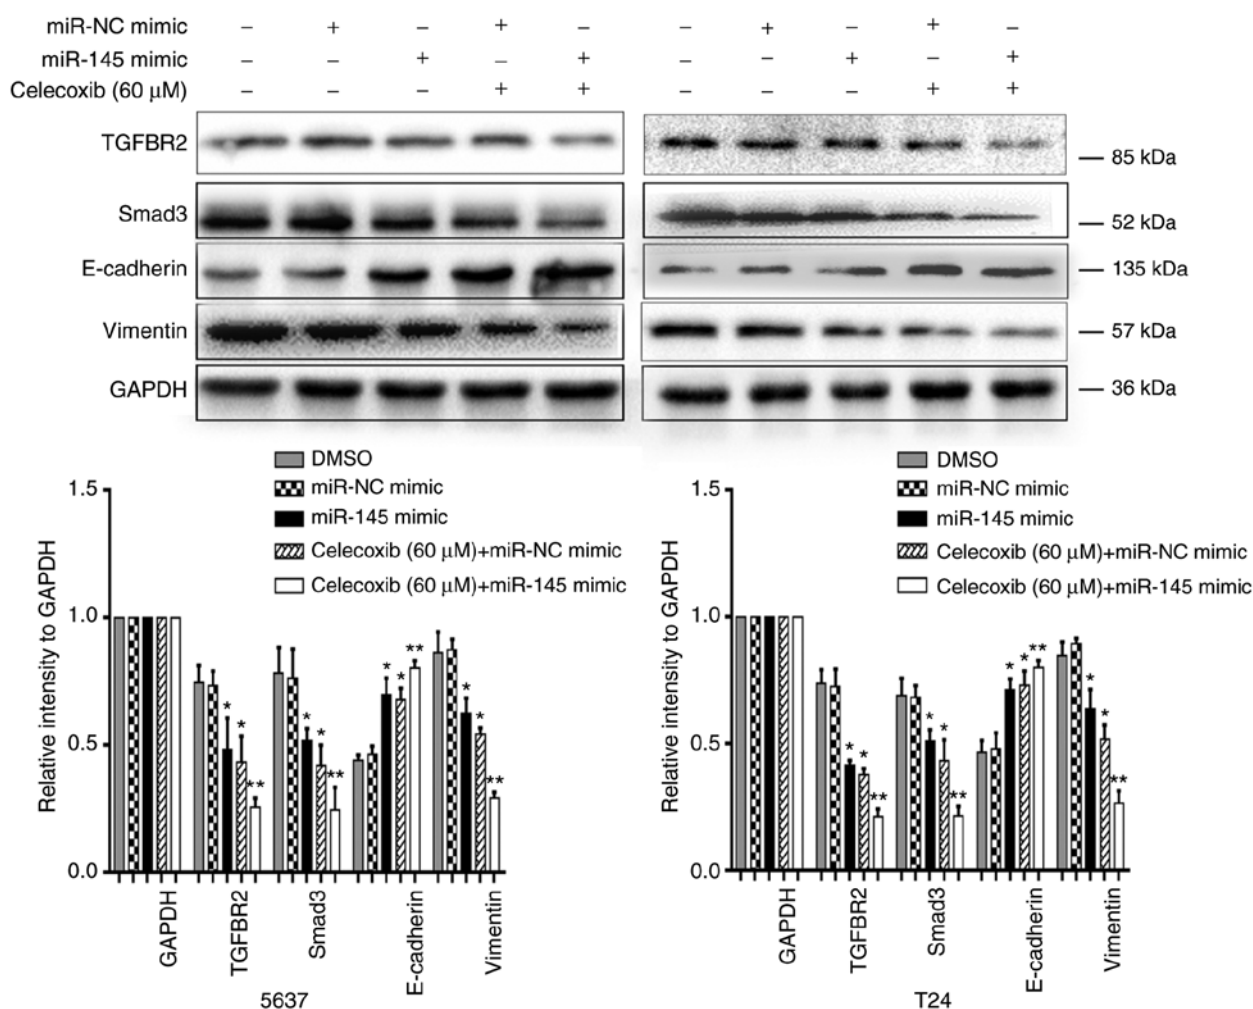 miR-NC mimic – + – + – – + – + –
miR-145 mimic – – + – + – – + – +
Celecoxib (60 μM) – – – + + – – – + +
TGFBR2 85 kDa
Smad3 52 kDa
E-cadherin 135 kDa
Vimentin 57 kDa
GAPDH 36 kDa
DMSO
miR-NC mimic
miR-145 mimic
Celecoxib (60 μM)+miR-NC mimic
Celecoxib (60 μM)+miR-145 mimic
Relative intensity to GAPDH
1.5
1.0
0.5
0.0
* * **
* * **
* * **
* * **
GAPDH
TGFBR2
Smad3
E-cadherin
Vimentin
5637
DMSO
miR-NC mimic
miR-145 mimic
Celecoxib (60 μM)+miR-NC mimic
Celecoxib (60 μM)+miR-145 mimic
Relative intensity to GAPDH
1.5
1.0
0.5
0.0
* * **
* * **
* * **
* * **
GAPDH
TGFBR2
Smad3
E-cadherin
Vimentin
T24